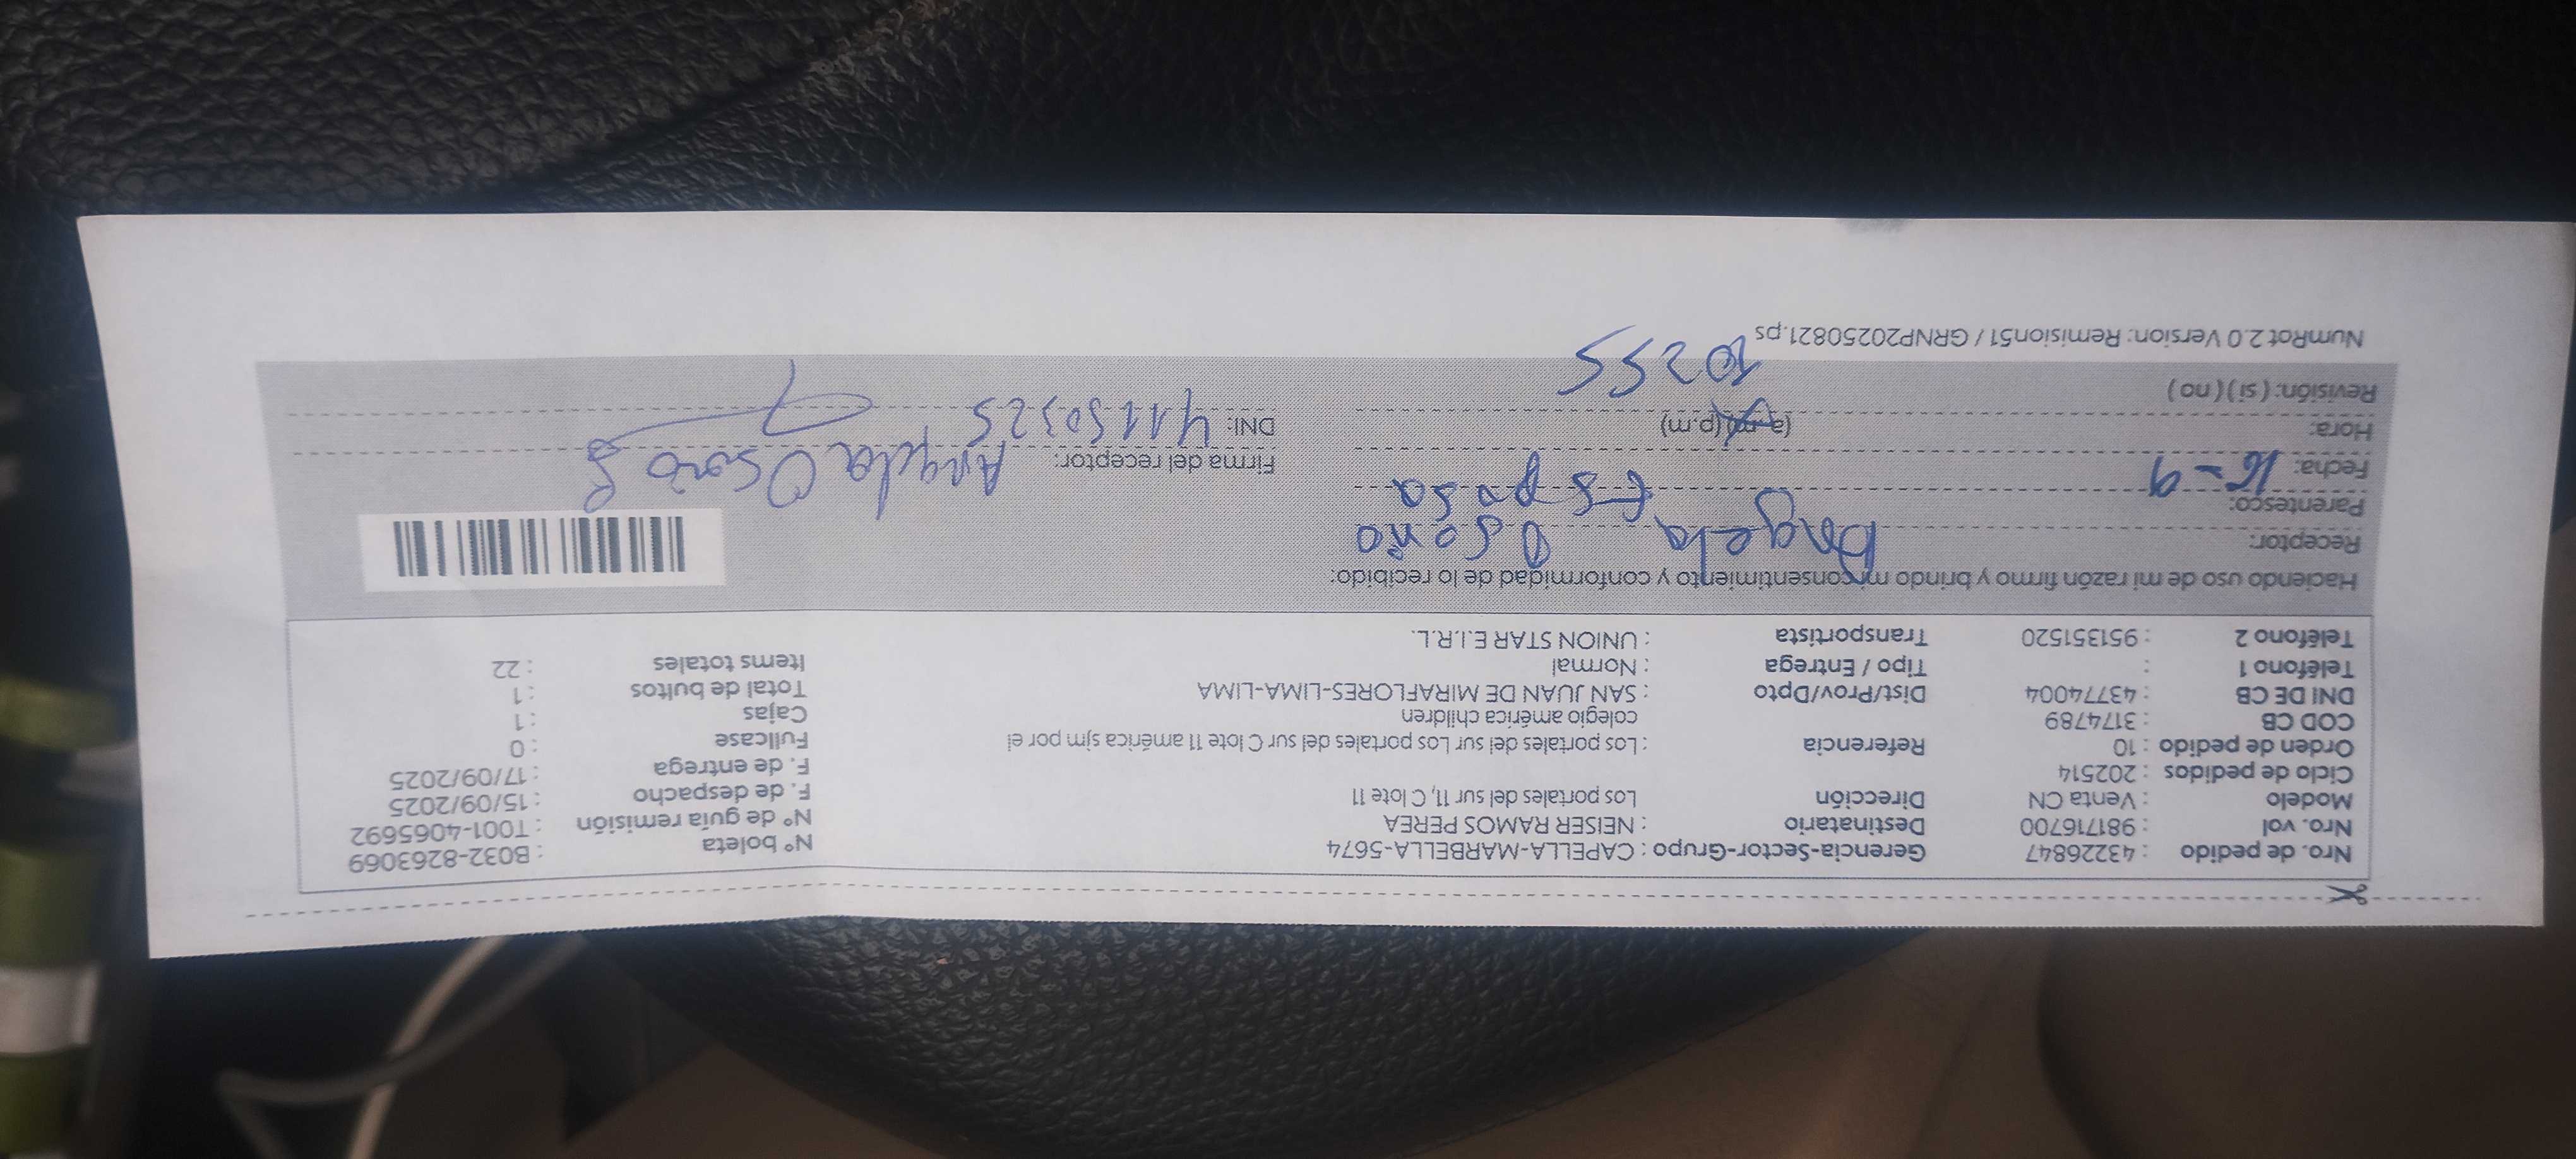 Nro. de pedido : 43226847 Gerencia-Sector-Grupo : CAPELLA-MARBELLA-5674 N° boleta : B032-8263069
Nro. vol : 981716700 Destinatario : NEISER RAMOS PEREA N° de guía remisión : T001-4065692
Modelo : Venta CN Dirección Los portales del sur 11, C lote 11 F. de despacho : 15/09/2025
Ciclo de pedidos : 202514 F. de entrega : 17/09/2025
Orden de pedido : 10 Referencia : Los portales del sur Los portales del sur C lote 11 américa sjm por el Fullcase : 0
COD CB : 3174789 colegio américa children Cajas : 1
DNI DE CB : 43774004 Dist/Prov/Dpto : SAN JUAN DE MIRAFLORES-LIMA-LIMA Total de bultos : 1
Teléfono 1 : Tipo / Entrega : Normal Items totales : 22
Teléfono 2 : 951351520 Transportista : UNION STAR E.I.R.L.
Haciendo uso de mi razón firmo y brindo mi consentimiento y conformidad de lo recibido:
Receptor: Angela Osorio
Parentesco: Esposa
Fecha: 16-9 Firma del receptor: Angela Osorio S
Hora: (a.m)(p.m) DNI: 41150325
Revisión: ( si ) ( no )
10255
NumRot 2.0 Version: Remision51 / GRNP20250821.ps